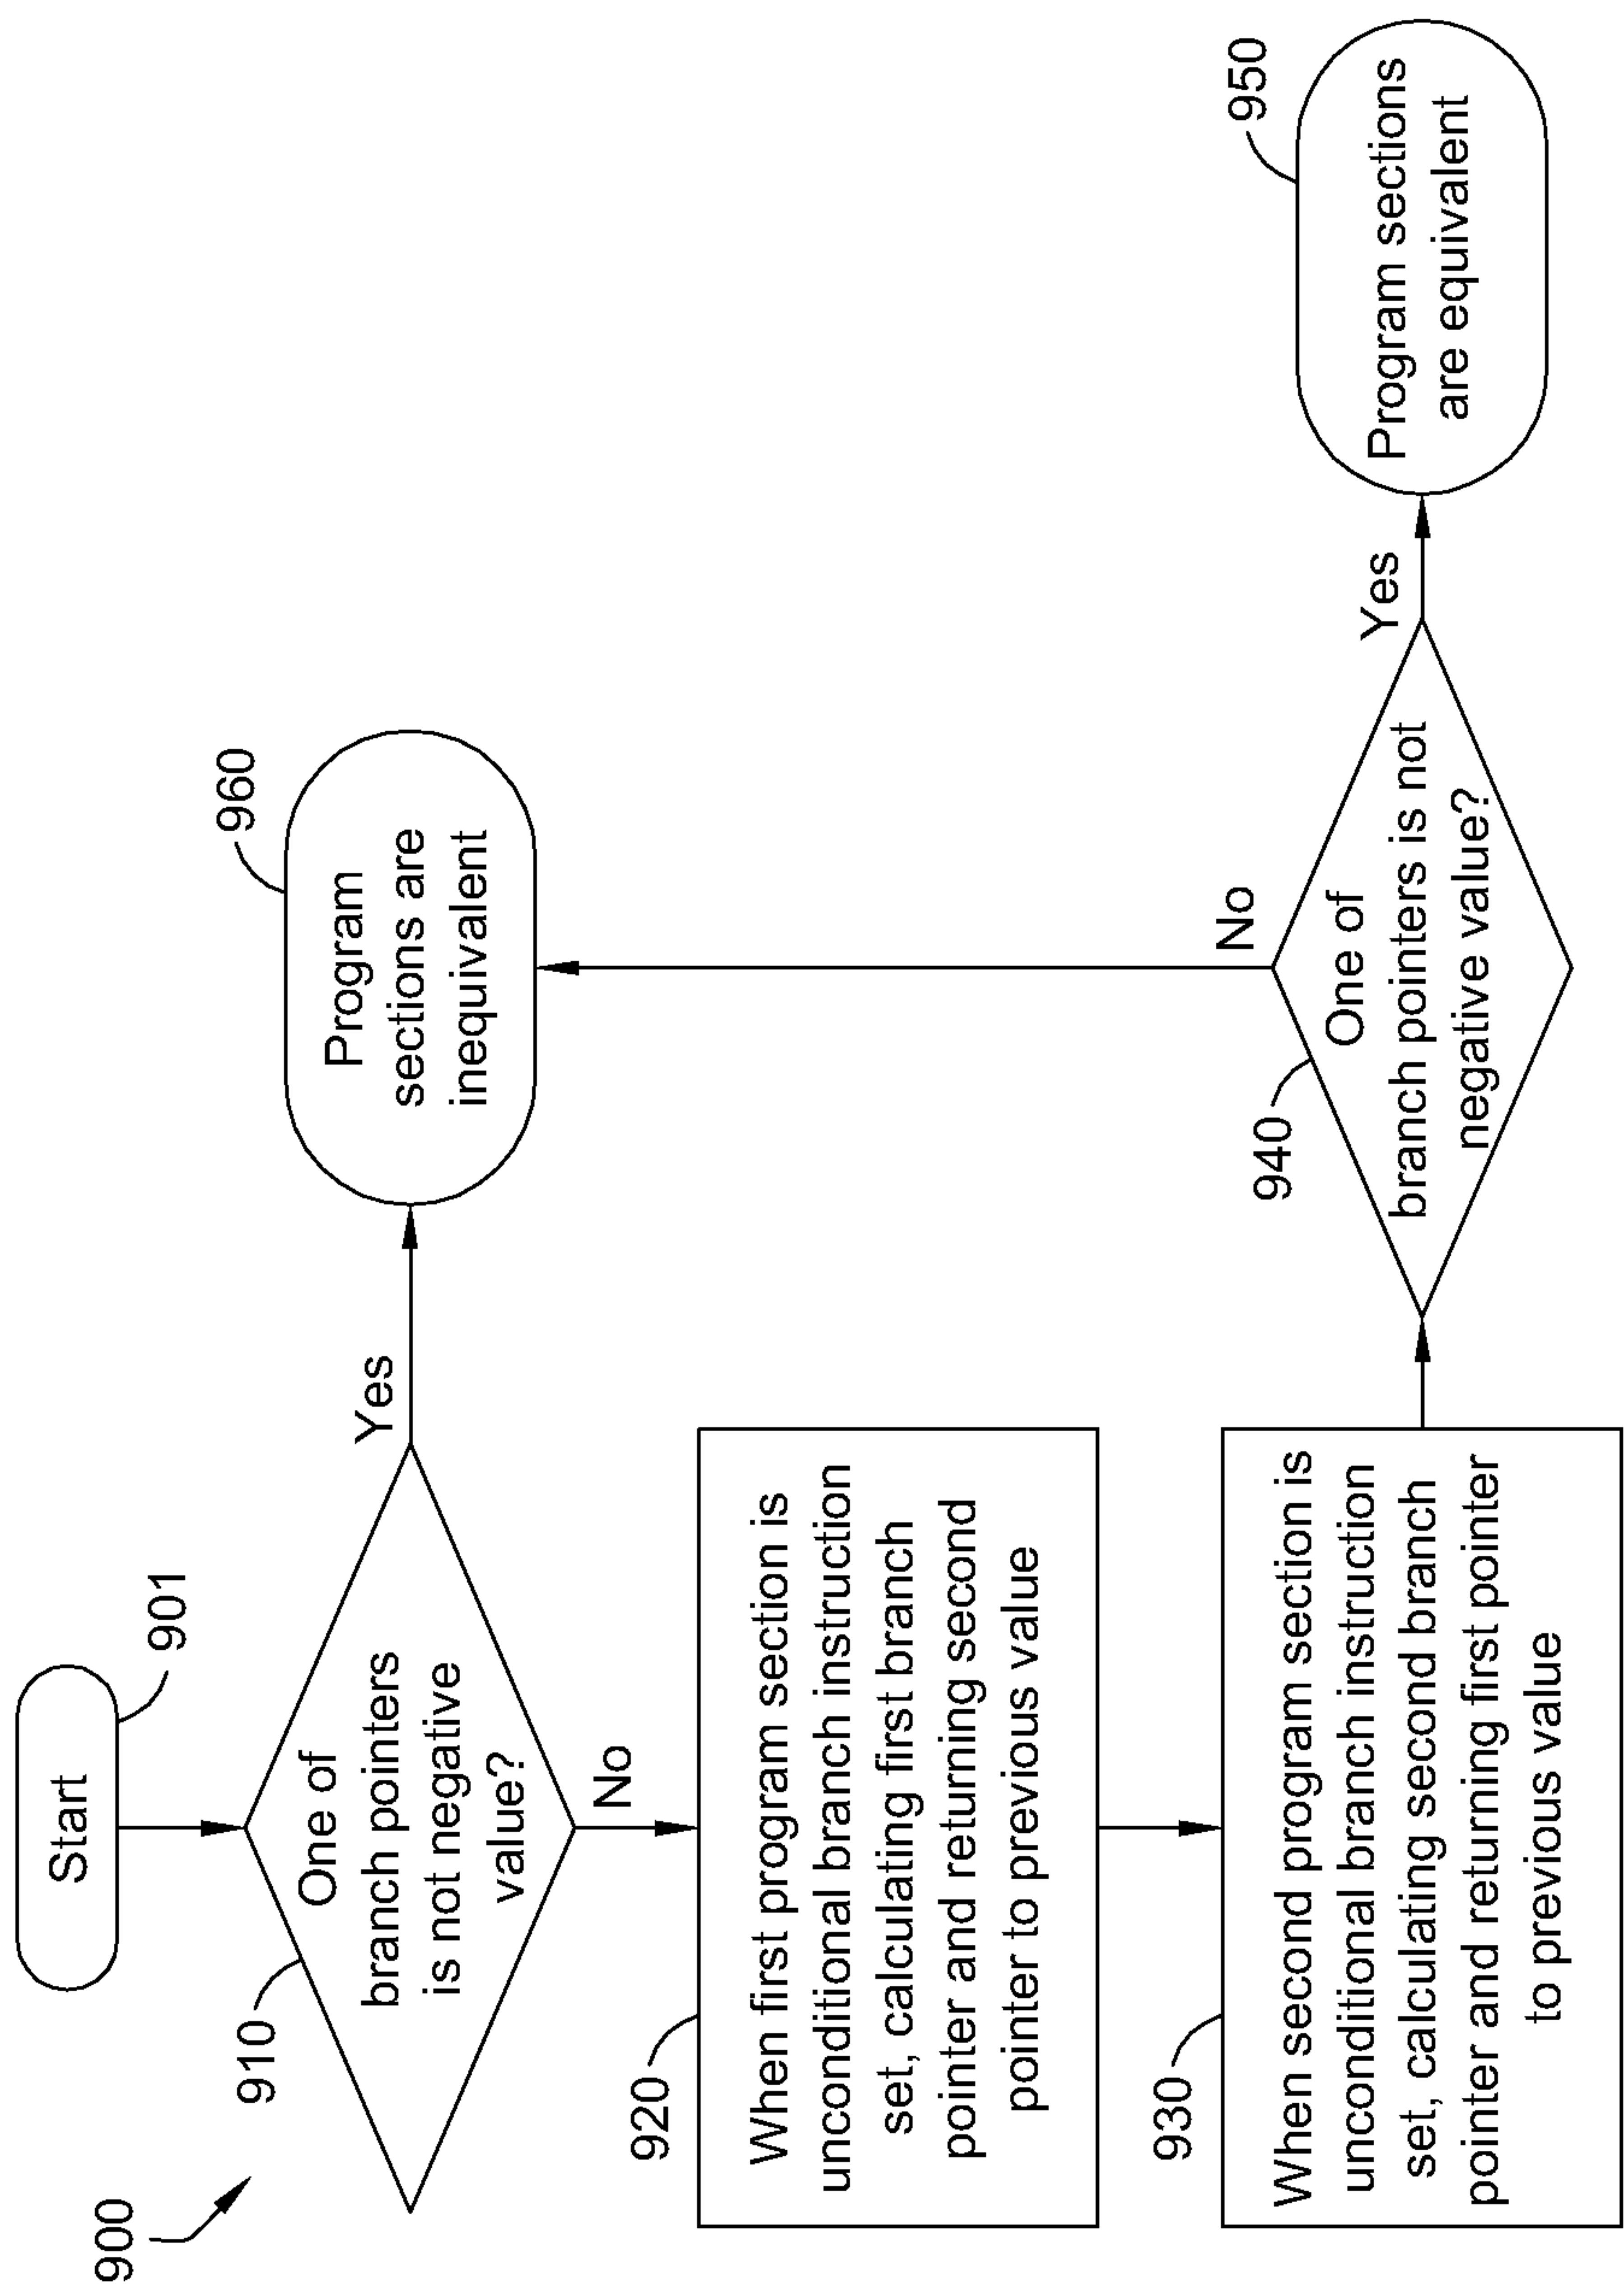 900
Start
901
910
One of
branch pointers
is not negative
value?
Yes
960
Program
sections are
inequivalent
No
920
When first program section is
unconditional branch instruction
set, calculating first branch
pointer and returning second
pointer to previous value
930
When second program section is
unconditional branch instruction
set, calculating second branch
pointer and returning first pointer
to previous value
940
One of
branch pointers is not
negative value?
No
Yes
950
Program sections
are equivalent